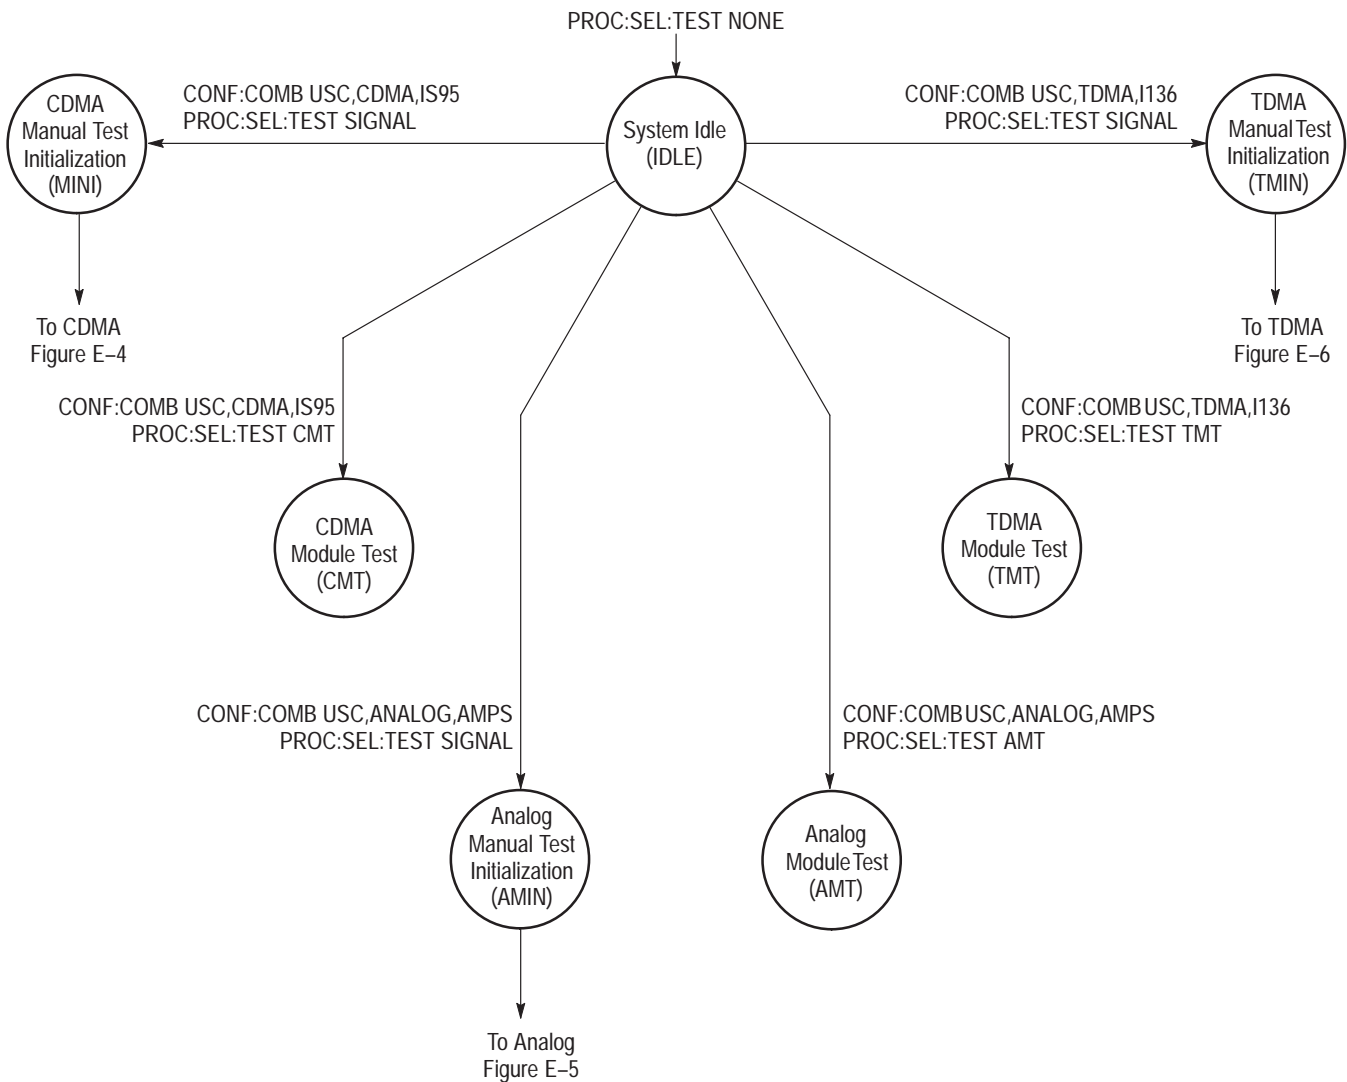 PROC:SEL:TEST NONE
CDMA
Manual Test
Initialization
(MINI)
CONF:COMB USC,CDMA,IS95
PROC:SEL:TEST SIGNAL
System Idle
(IDLE)
CONF:COMB USC,TDMA,I136
PROC:SEL:TEST SIGNAL
TDMA
Manual Test
Initialization
(TMIN)
To CDMA
Figure E–4
To TDMA
Figure E–6
CONF:COMB USC,CDMA,IS95
PROC:SEL:TEST CMT
CONF:COMB USC,TDMA,I136
PROC:SEL:TEST TMT
CDMA
Module Test
(CMT)
TDMA
Module Test
(TMT)
CONF:COMB USC,ANALOG,AMPS
PROC:SEL:TEST SIGNAL
CONF:COMB USC,ANALOG,AMPS
PROC:SEL:TEST AMT
Analog
Manual Test
Initialization
(AMIN)
Analog
Module Test
(AMT)
To Analog
Figure E–5